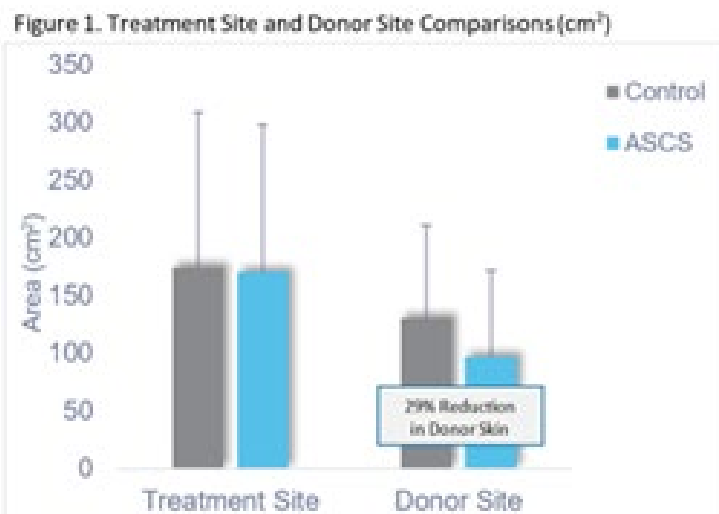 Figure 1. Treatment Site and Donor Site Comparisons (cm²)
350
300
250
200
150
100
50
0
Area (cm²)
Control
ASCS
29% Reduction
in Donor Skin
Treatment Site
Donor Site